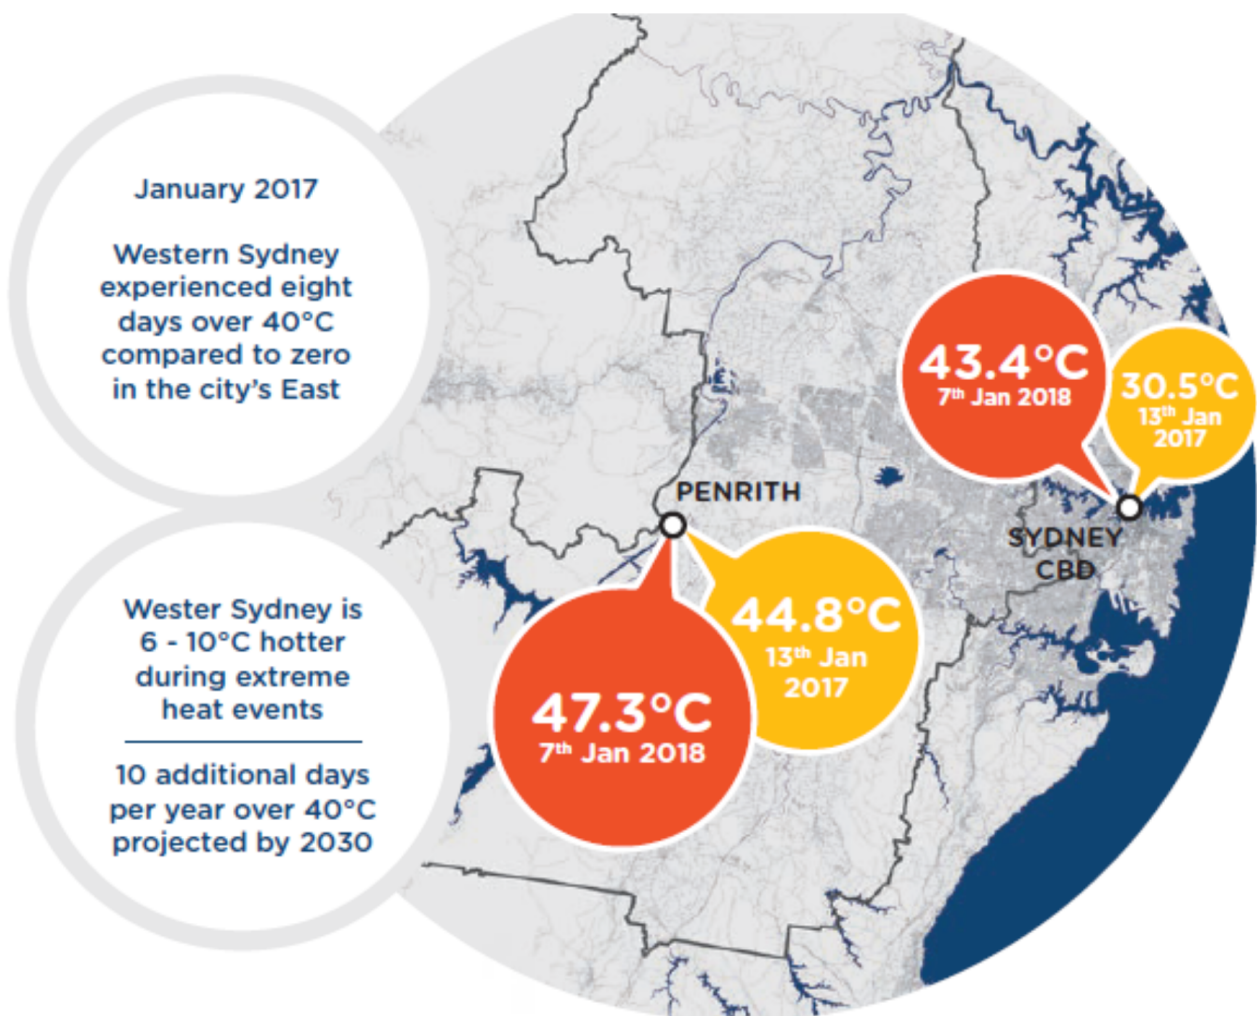 January 2017
Western Sydney
experienced eight
days over 40°C
compared to zero
in the city's East
Wester Sydney is
6 - 10°C hotter
during extreme
heat events
10 additional days
per year over 40°C
projected by 2030
43.4°C
7th Jan 2018
30.5°C
13th Jan
2017
PENRITH
SYDNEY
CBD
44.8°C
13th Jan
2017
47.3°C
7th Jan 2018